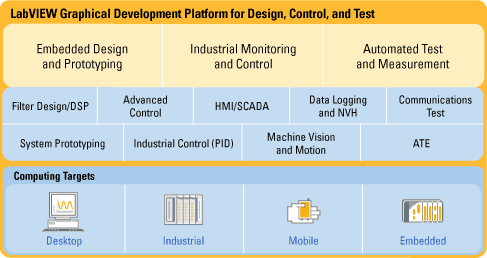 LabVIEW Graphical Development Platform for Design, Control, and Test
Embedded Design
and Prototyping
Industrial Monitoring
and Control
Automated Test
and Measurement
Filter Design/DSP
Advanced
Control
HMI/SCADA
Data Logging
and NVH
Communications
Test
System Prototyping
Industrial Control (PID)
Machine Vision
and Motion
ATE
Computing Targets
Desktop
Industrial
Mobile
Embedded